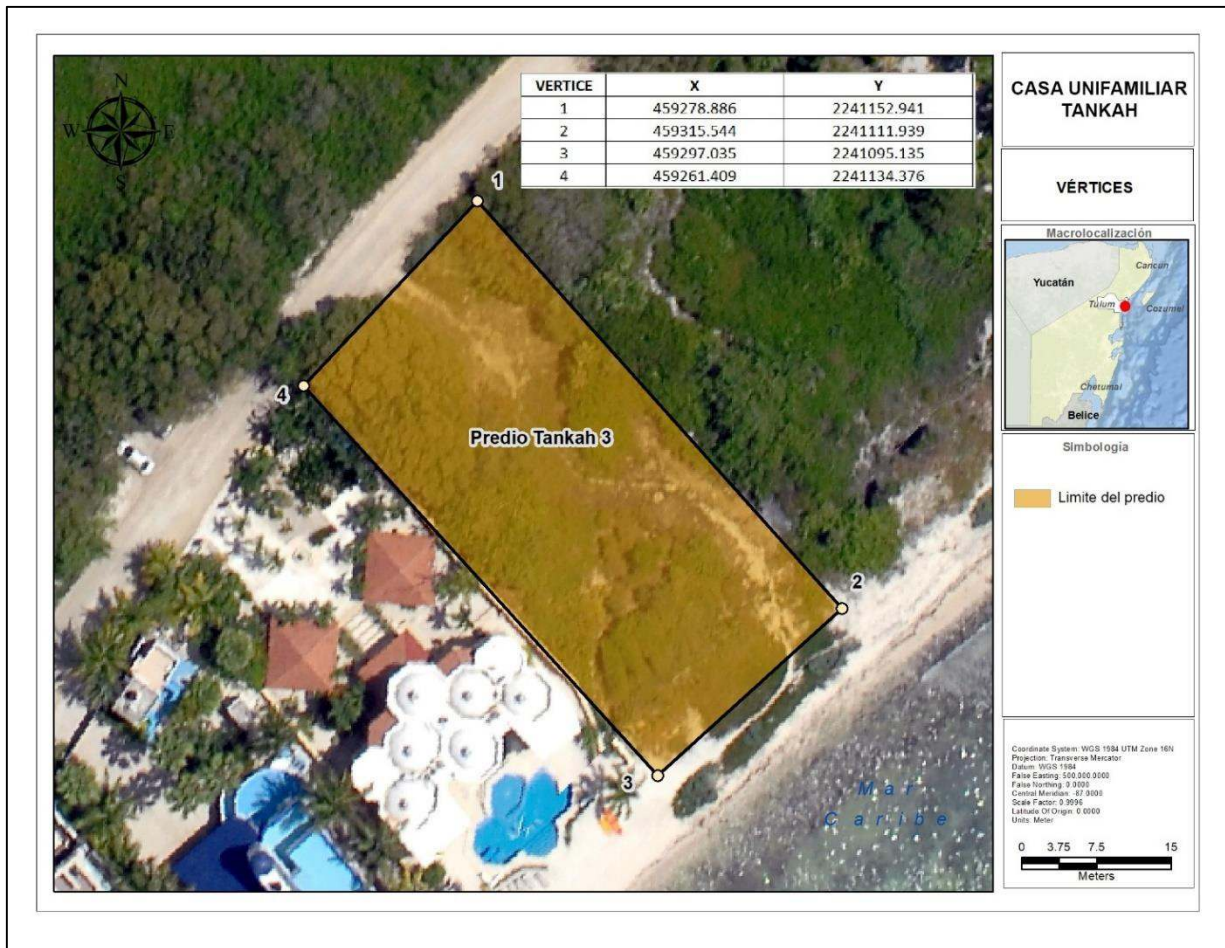 N
W
E
S
VERTICE X Y
1 459278.886 2241152.941
2 459315.544 2241111.939
3 459297.035 2241095.135
4 459261.409 2241134.376
1
4
Predio Tankah 3
2
3
Mar
Caribe
CASA UNIFAMILIAR
TANKAH
VÉRTICES
Macrolocalización
Cancun
Yucatán
Tulum
Cozumel
Chetumal
Belice
Simbología
Limite del predio
Coordinate System: WGS 1984 UTM Zone 16N
Projection: Transverse Mercator
Datum: WGS 1984
False Easting: 500,000.0000
False Northing: 0.0000
Central Meridian: -87.0000
Scale Factor: 0.9996
Latitude Of Origin: 0.0000
Units: Meter
0 3.75 7.5 15
Meters